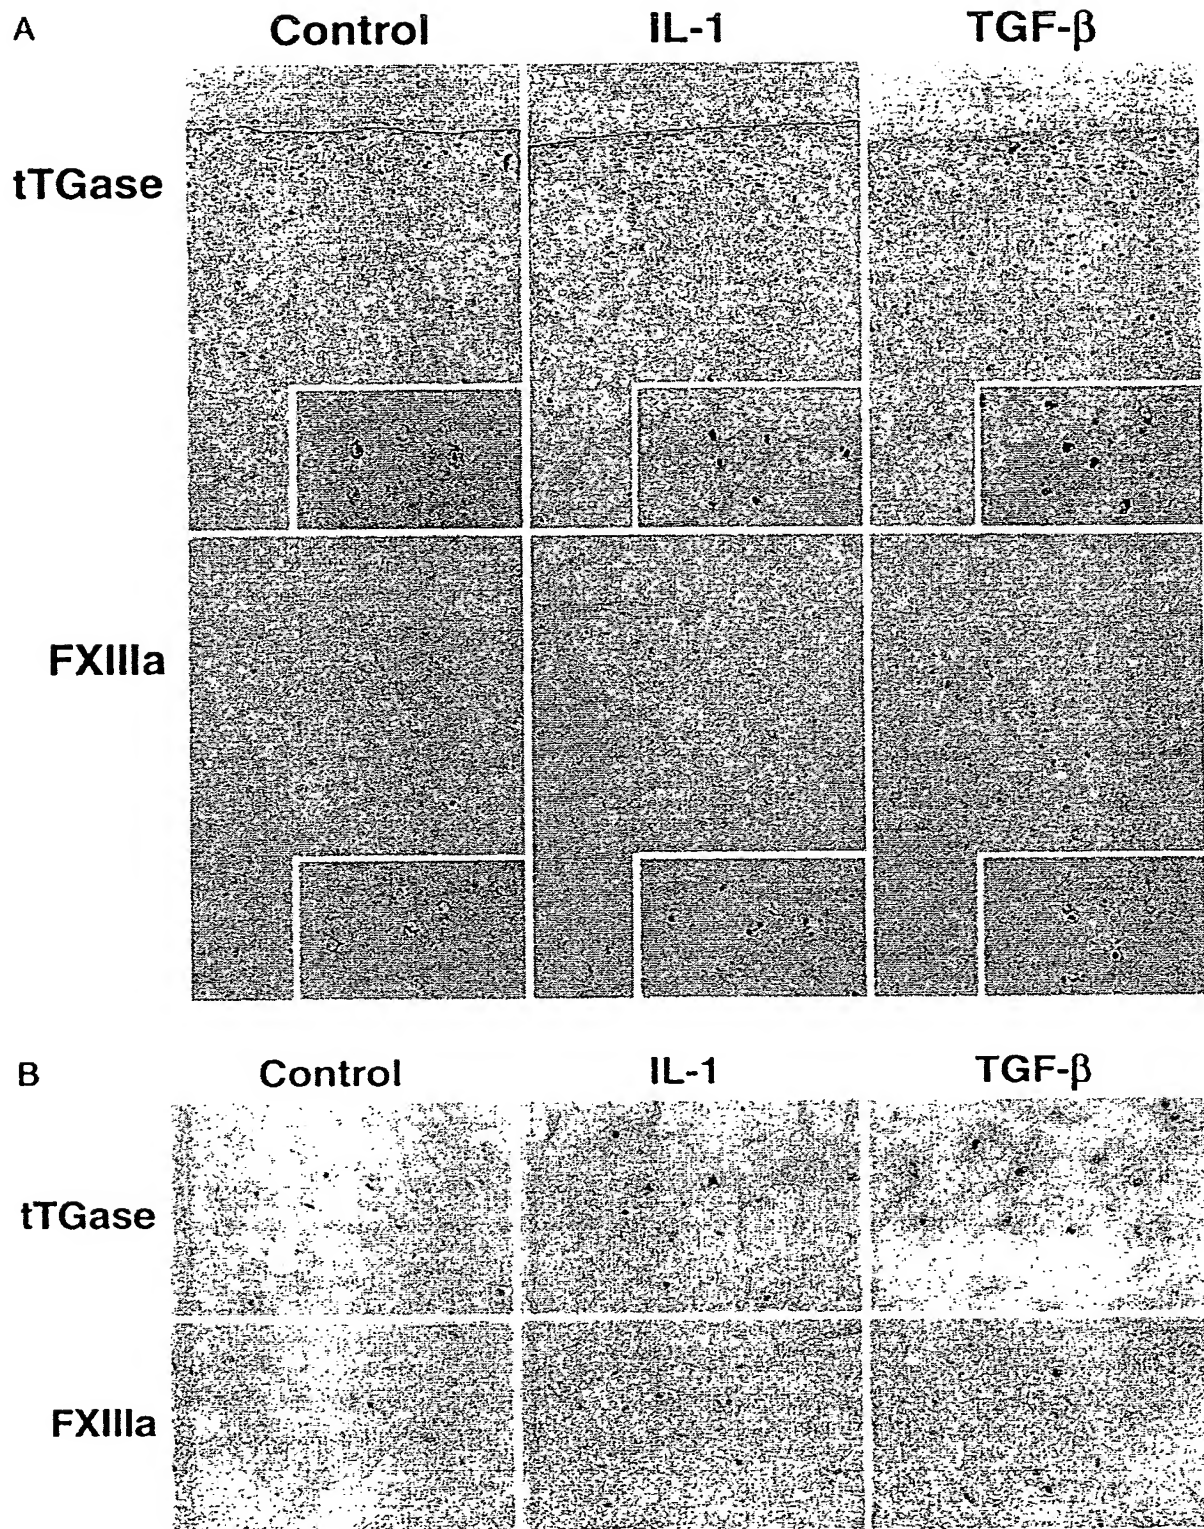 A
Control IL-1 TGF-β
tTGase
FXIIIa
B
Control IL-1 TGF-β
tTGase
FXIIIa